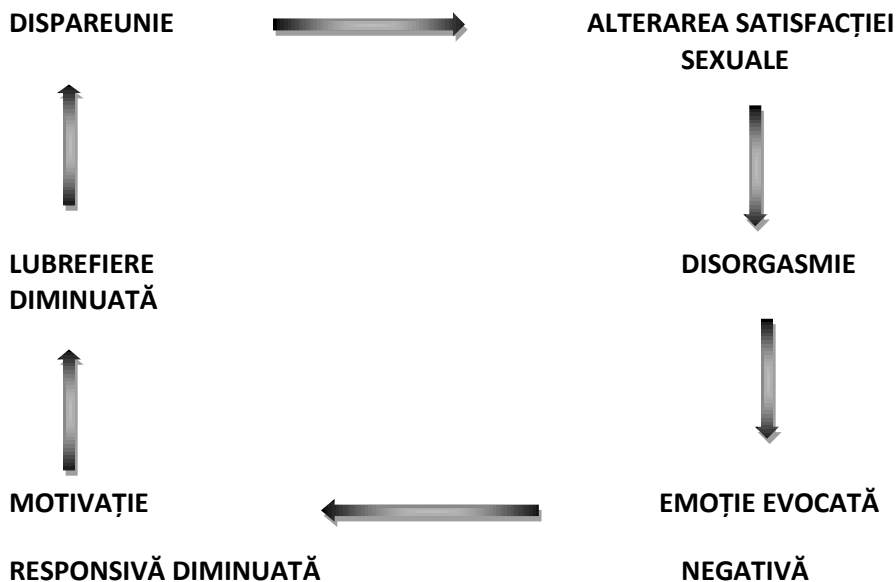 DISPAREUNIE
ALTERAREA SATISFACȚIEI
SEXUALE
LUBREFIERE
DIMINUATĂ
DISORGASMIE
MOTIVAȚIE
RESPONSIVĂ DIMINUATĂ
EMOȚIE EVOCATĂ
NEGATIVĂ